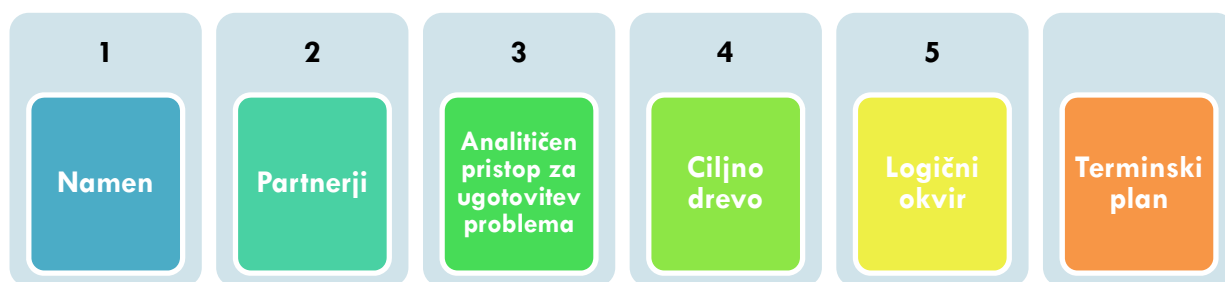 1
Namen
2
Partnerji
3
Analitičen
pristop za
ugotovitev
problema
4
Ciljno
drevo
5
Logični
okvir
Terminski
plan